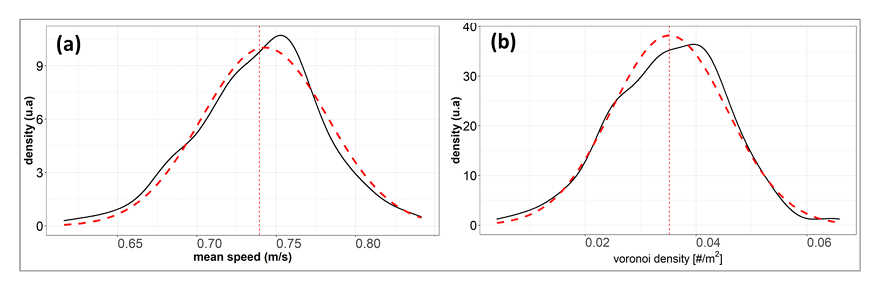 (a)
9
6
3
0
density (u.a)
0.65 0.70 0.75 0.80
mean speed (m/s)
(b)
40
30
20
10
0
density (u.a)
0.02 0.04 0.06
voronoi density [#/m²]